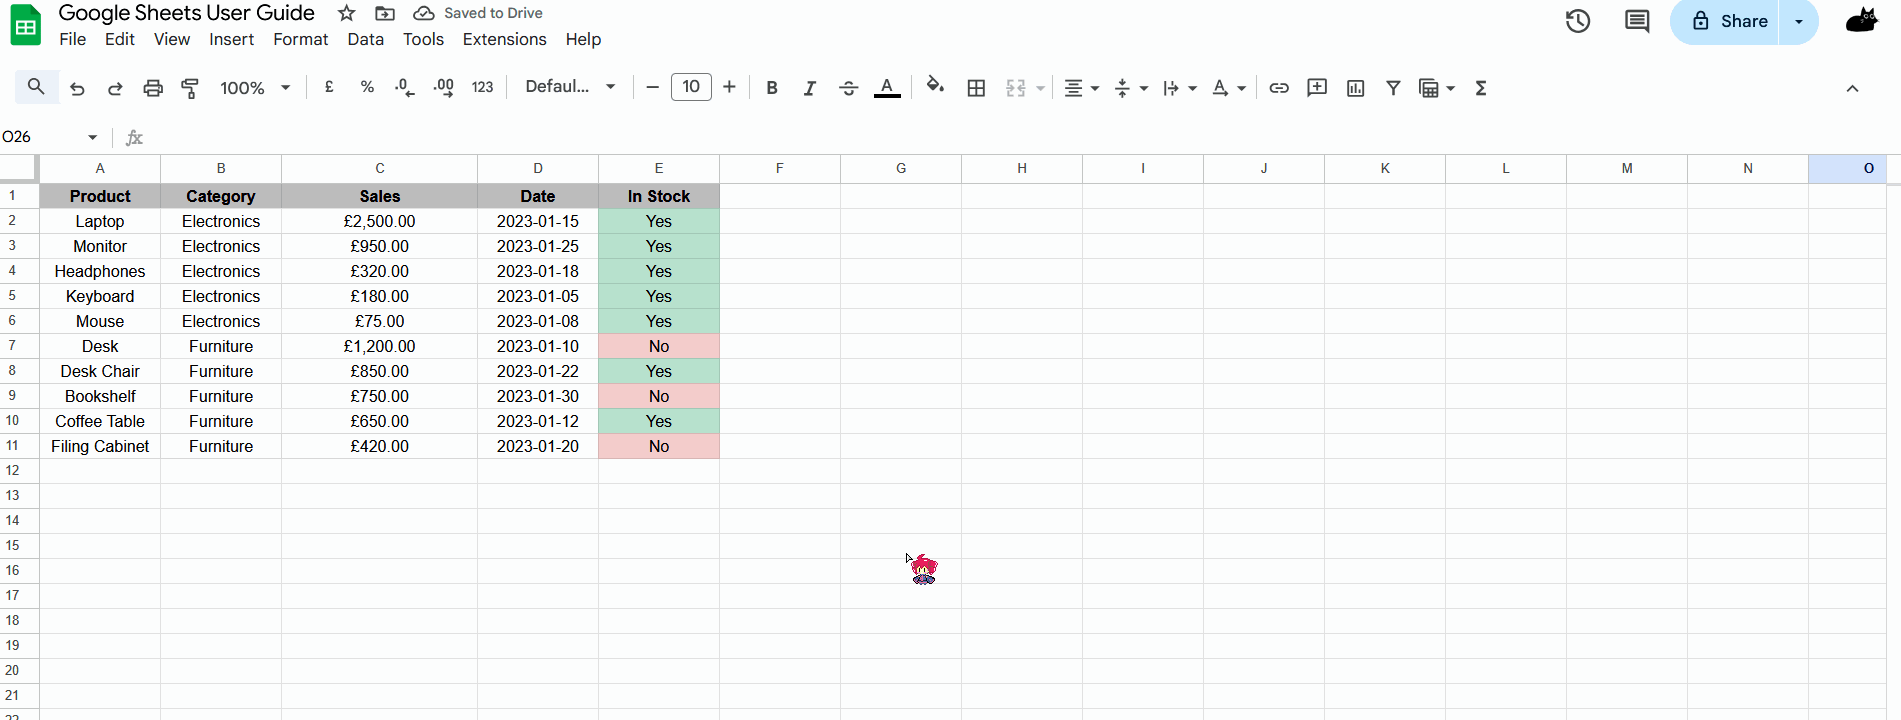 Google Sheets User Guide Saved to Drive
File Edit View Insert Format Data Tools Extensions Help
Share
100% £ % .0 .00 123 Defaul... − 10 + B I S A Σ
O26 fx
A B C D E F G H I J K L M N O
1 Product Category Sales Date In Stock
2 Laptop Electronics £2,500.00 2023-01-15 Yes
3 Monitor Electronics £950.00 2023-01-25 Yes
4 Headphones Electronics £320.00 2023-01-18 Yes
5 Keyboard Electronics £180.00 2023-01-05 Yes
6 Mouse Electronics £75.00 2023-01-08 Yes
7 Desk Furniture £1,200.00 2023-01-10 No
8 Desk Chair Furniture £850.00 2023-01-22 Yes
9 Bookshelf Furniture £750.00 2023-01-30 No
10 Coffee Table Furniture £650.00 2023-01-12 Yes
11 Filing Cabinet Furniture £420.00 2023-01-20 No
12
13
14
15
16
17
18
19
20
21
22